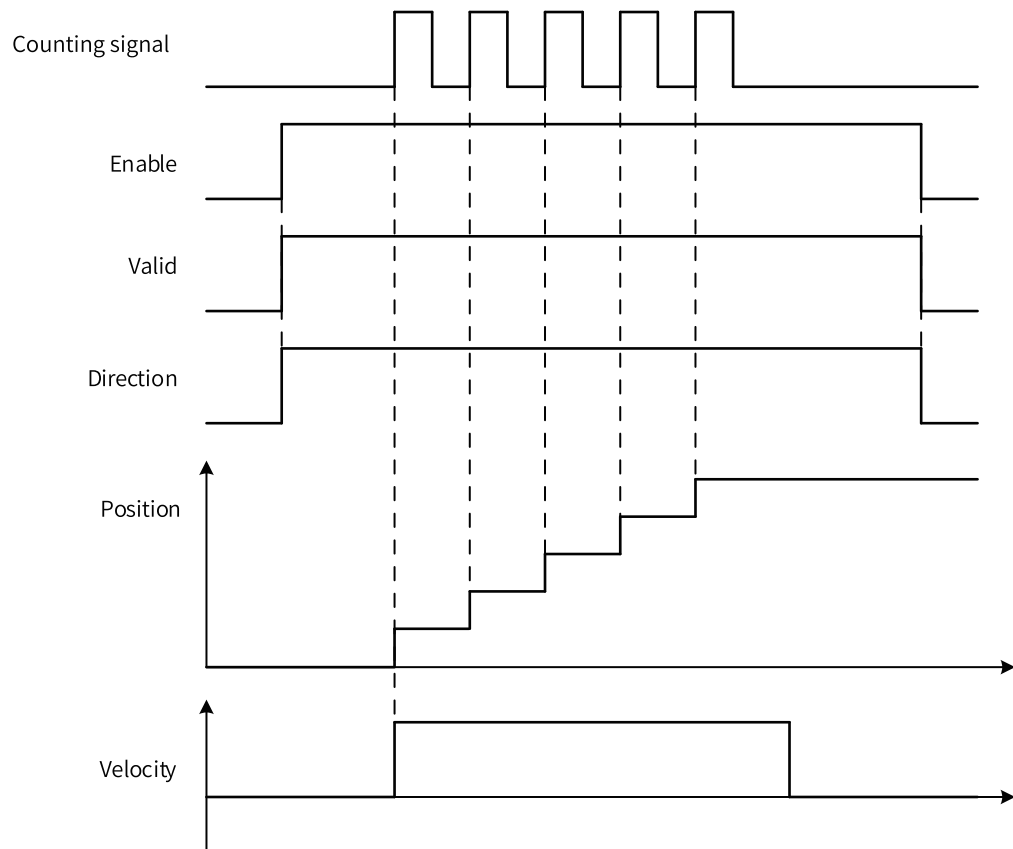 Counting signal
Enable
Valid
Direction
Position
Velocity